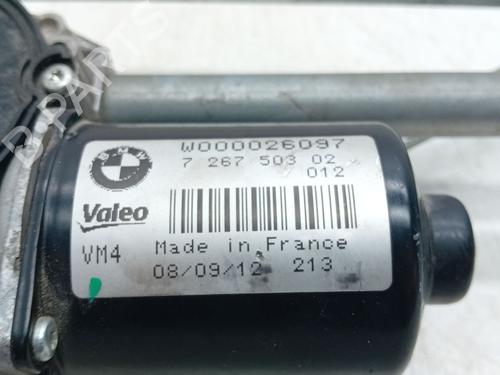 BMW
W000026097
7 267 503 02
012
Valeo
VM4 Made in France
08/09/12 213
B-PARTS